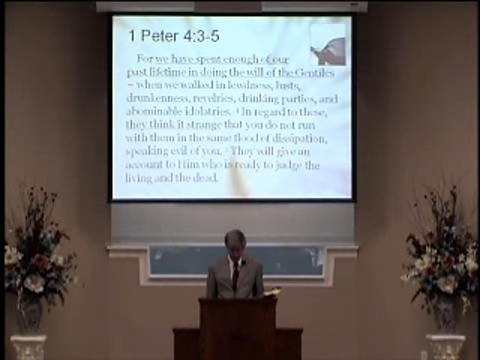 1 Peter 4:3-5
For we have spent enough of our
past lifetime in doing the will of the Gentiles
– when we walked in lewdness, lusts,
drunkenness, revelries, drinking parties, and
abominable idolatries. 4 In regard to these,
they think it strange that you do not run
with them in the same flood of dissipation,
speaking evil of you. 5 They will give an
account to Him who is ready to judge the
living and the dead.